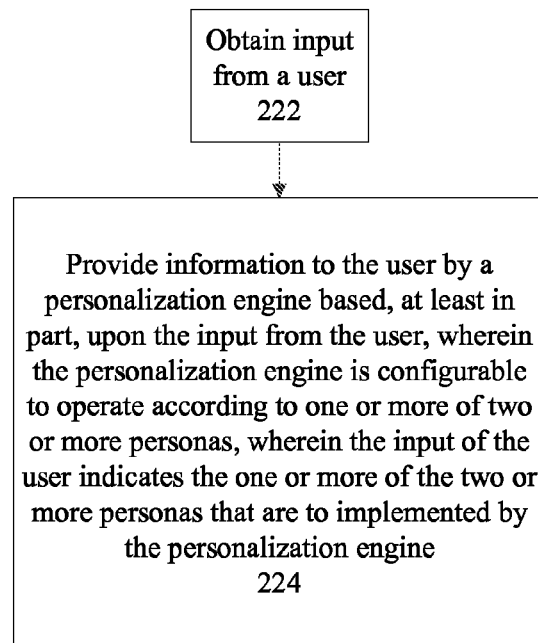 Obtain input
from a user
222
Provide information to the user by a
personalization engine based, at least in
part, upon the input from the user, wherein
the personalization engine is configurable
to operate according to one or more of two
or more personas, wherein the input of the
user indicates the one or more of the two or
more personas that are to implemented by
the personalization engine
224